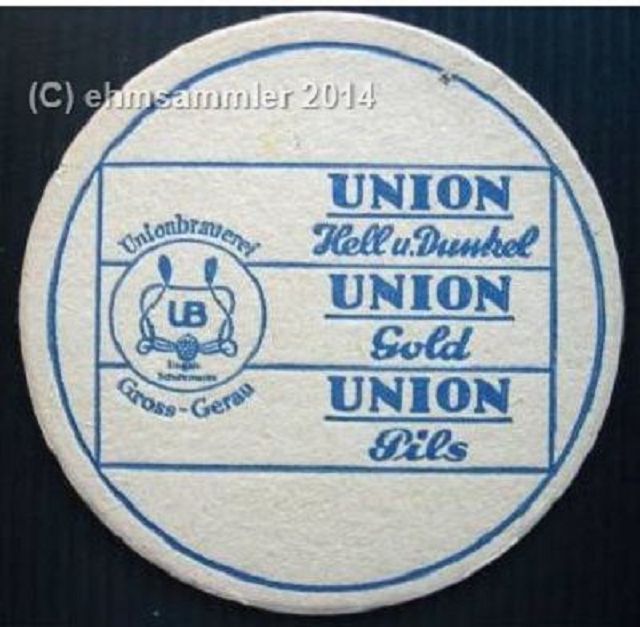 (C) ehmsammler 2014
UNION
Hell u. Dunkel
UNION
Gold
UNION
Pils
Unionbrauerei
UB
Gross-Gerau